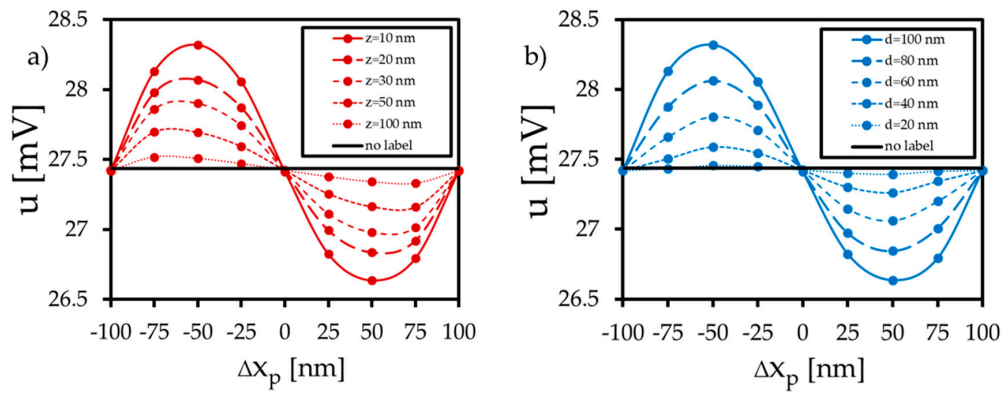 a)
28.5
28
27.5
27
26.5
u [mV]
z=10 nm
z=20 nm
z=30 nm
z=50 nm
z=100 nm
no label
-100 -75 -50 -25 0 25 50 75 100
Δxp [nm]
b)
28.5
28
27.5
27
26.5
u [mV]
d=100 nm
d=80 nm
d=60 nm
d=40 nm
d=20 nm
no label
-100 -75 -50 -25 0 25 50 75 100
Δxp [nm]